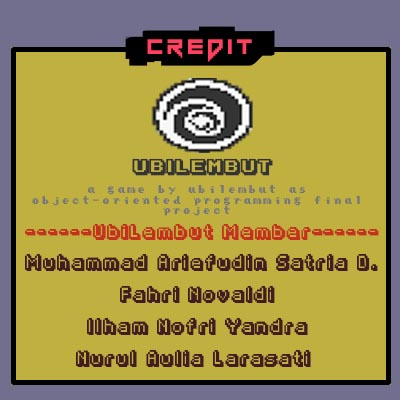 CREDIT
UBILEMBUT
a game by ubilembut as
object-oriented programming final
project
------UbiLembut Member------
Muhammad Ariefudin Satria D.
Fahri Novaldi
Ilham Nofri Yandra
Nurul Aulia Larasati